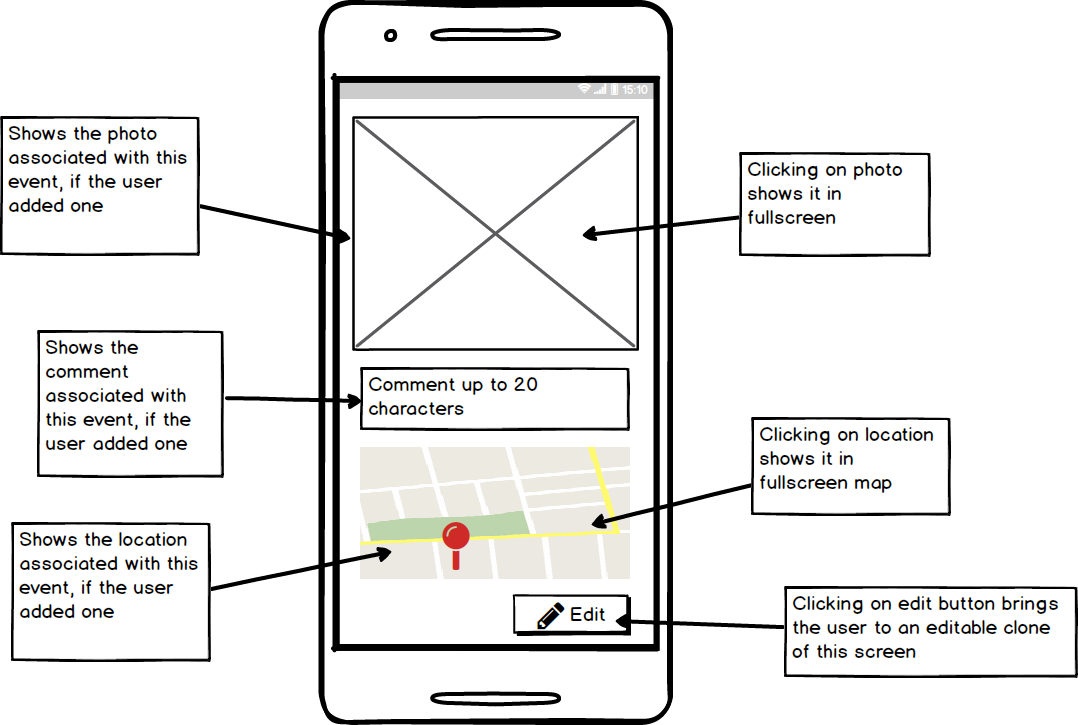 15:10
Shows the photo
associated with this
event, if the user
added one
Clicking on photo
shows it in
fullscreen
Shows the
comment
associated with
this event, if the
user added one
Comment up to 20
characters
Clicking on location
shows it in
fullscreen map
Shows the location
associated with this
event, if the user
added one
Edit
Clicking on edit button brings
the user to an editable clone
of this screen